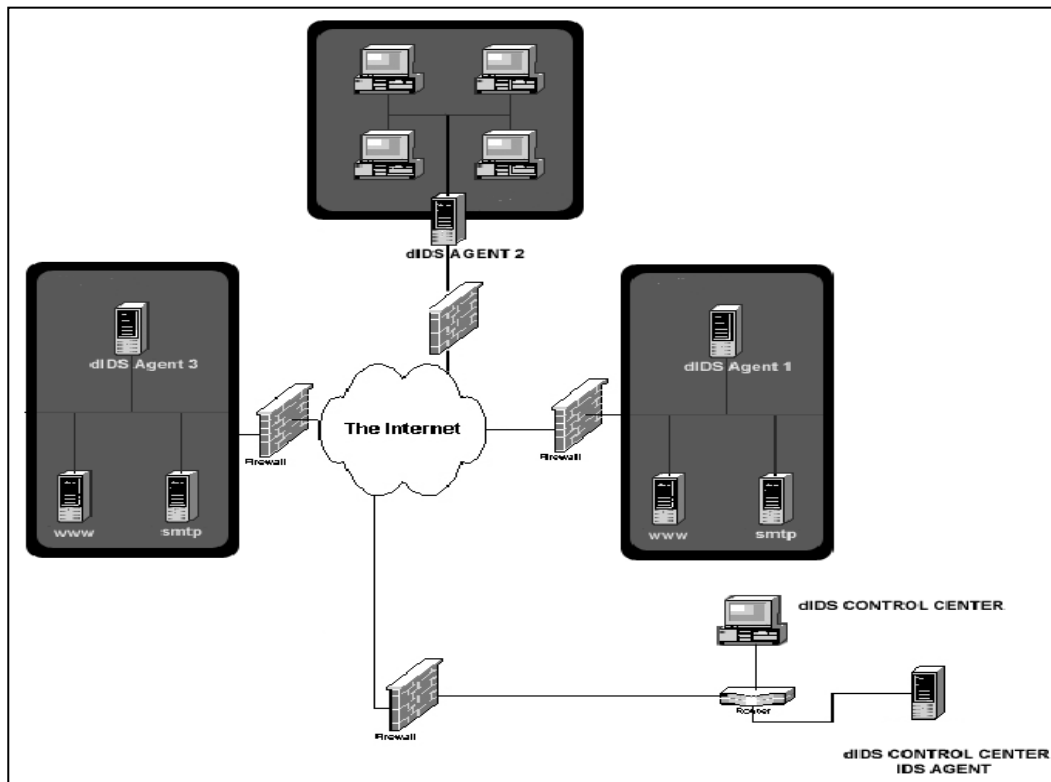 dIDS AGENT 2
dIDS Agent 3
dIDS Agent 1
The Internet
Firewall
Firewall
www
smtp
www
smtp
dIDS CONTROL CENTER
Router
Firewall
dIDS CONTROL CENTER
IDS AGENT